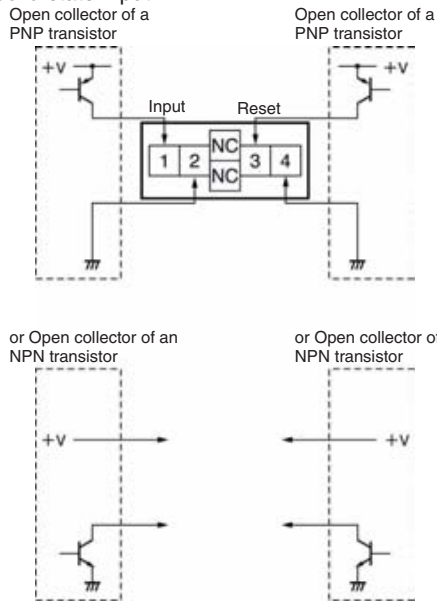 Open collector of a
PNP transistor
Open collector of a
PNP transistor
+V
+V
Input
Reset
1
2
NC
NC
3
4
or Open collector of an
NPN transistor
or Open collector of
NPN transistor
+V
+V